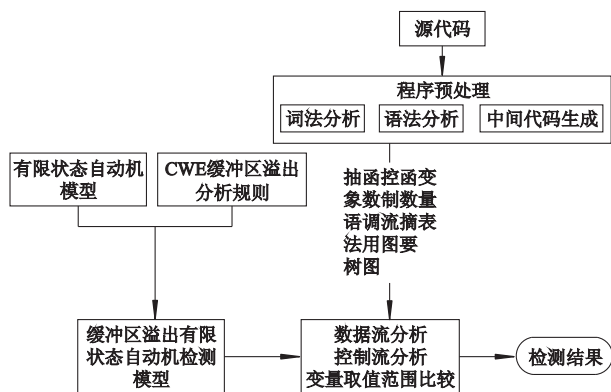 源代码
程序预处理
词法分析
语法分析
中间代码生成
有限状态自动机
模型
CWE缓冲区溢出
分析规则
抽象语法树
函数调用图
控制流图
函数摘要
变量表
缓冲区溢出有限
状态自动机检测
模型
数据流分析
控制流分析
变量取值范围比较
检测结果